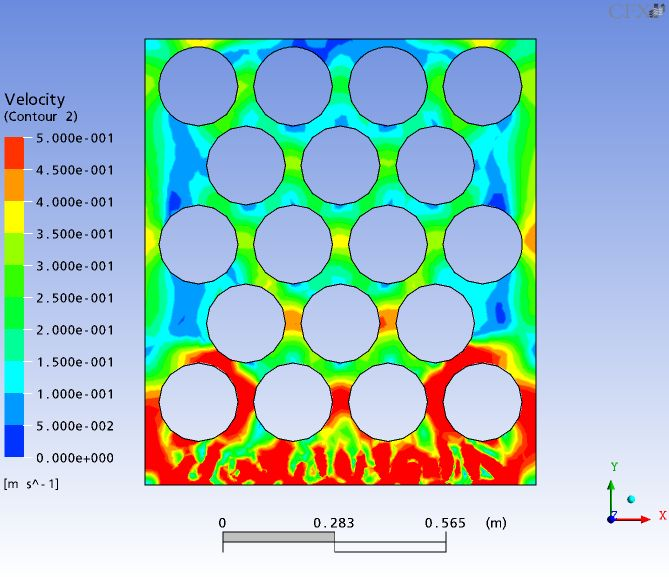 CFX
Velocity
(Contour 2)
5.000e-001
4.500e-001
4.000e-001
3.500e-001
3.000e-001
2.500e-001
2.000e-001
1.500e-001
1.000e-001
5.000e-002
0.000e+000
[m s^-1]
0 0.283 0.565 (m)
Y
Z X